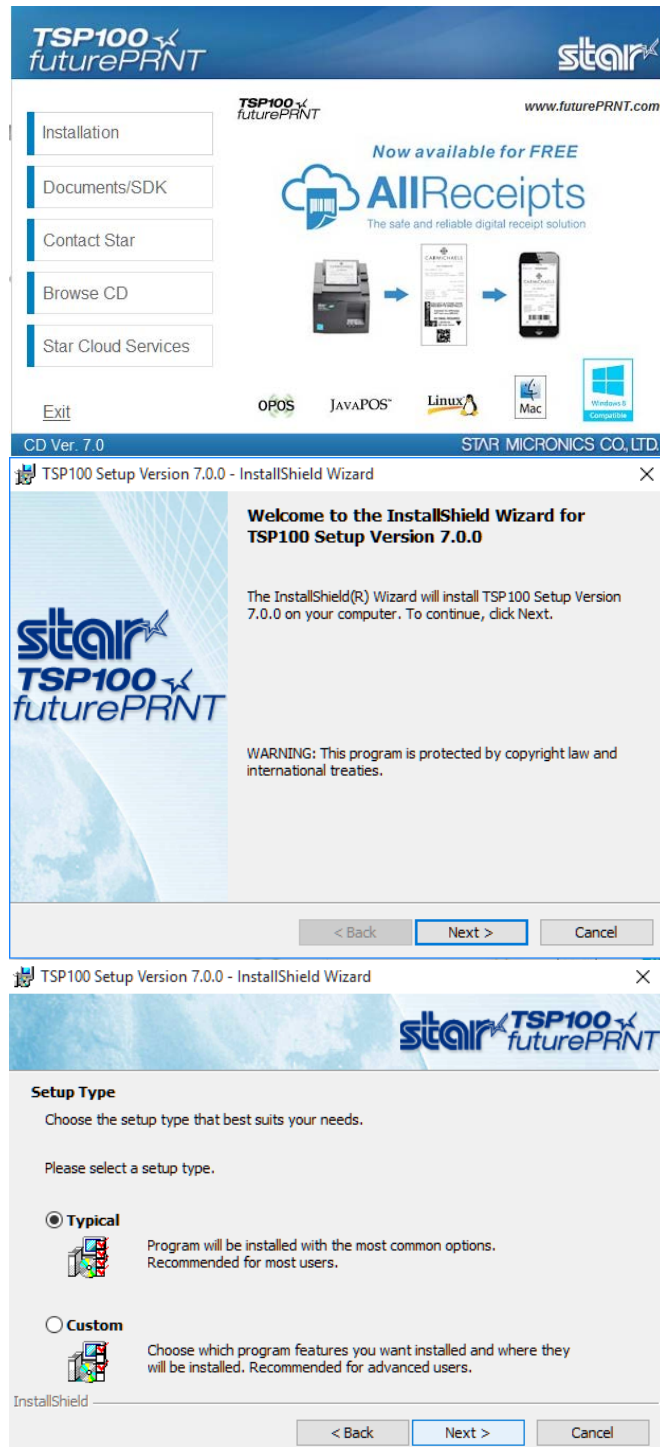 TSP100
futurePRNT
star
TSP100
futurePRNT
www.futurePRNT.com
Installation
Documents/SDK
Contact Star
Browse CD
Star Cloud Services
Exit
Now available for FREE
AllReceipts
The safe and reliable digital receipt solution
CARMICHAELS
OPOS
JAVAPOS™
Linux
Mac
Windows 8
Compatible
CD Ver. 7.0
STAR MICRONICS CO., LTD.
TSP100 Setup Version 7.0.0 - InstallShield Wizard
star
TSP100
futurePRNT
Welcome to the InstallShield Wizard for
TSP100 Setup Version 7.0.0
The InstallShield(R) Wizard will install TSP100 Setup Version
7.0.0 on your computer. To continue, click Next.
WARNING: This program is protected by copyright law and
international treaties.
< Back
Next >
Cancel
TSP100 Setup Version 7.0.0 - InstallShield Wizard
star
TSP100
futurePRNT
Setup Type
Choose the setup type that best suits your needs.
Please select a setup type.
Typical
Program will be installed with the most common options.
Recommended for most users.
Custom
Choose which program features you want installed and where they
will be installed. Recommended for advanced users.
InstallShield
< Back
Next >
Cancel